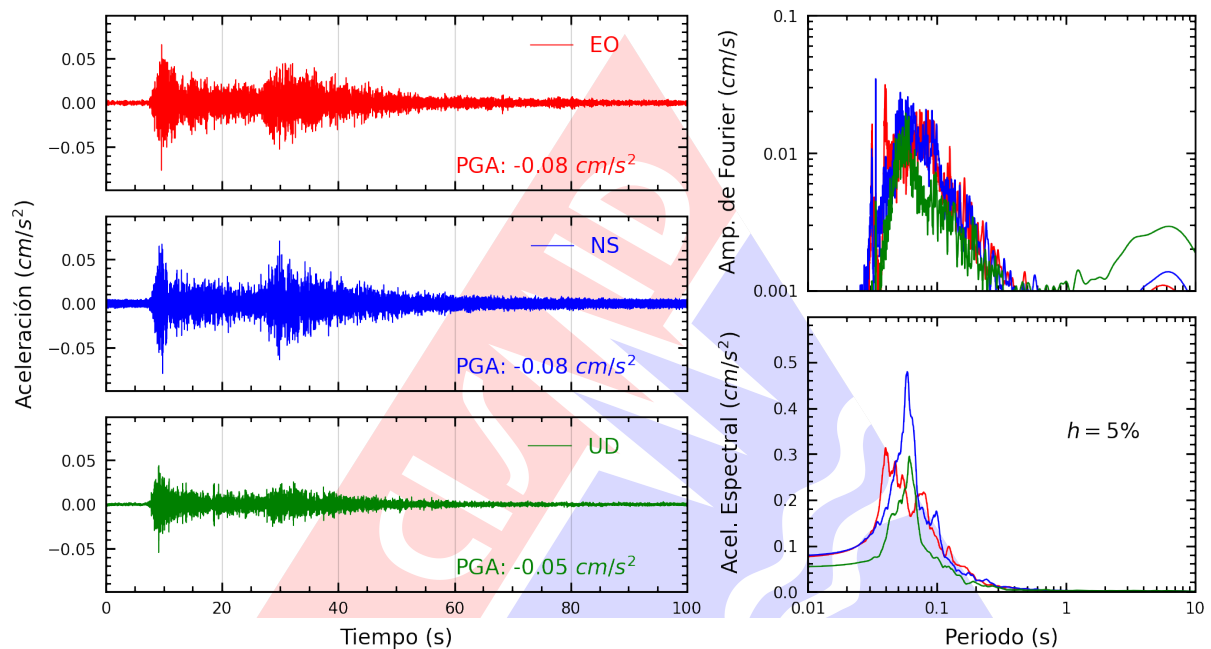 Aceleración (cm/s²)
0.05
0.00
−0.05
EO
PGA: -0.08 cm/s²
0.05
0.00
−0.05
NS
PGA: -0.08 cm/s²
0.05
0.00
−0.05
UD
PGA: -0.05 cm/s²
0 20 40 60 80 100
Tiempo (s)
CISMID
Amp. de Fourier (cm/s)
0.1
0.01
0.001
Acel. Espectral (cm/s²)
0.5
0.4
0.3
0.2
0.1
0.0
h = 5%
0.01 0.1 1 10
Periodo (s)